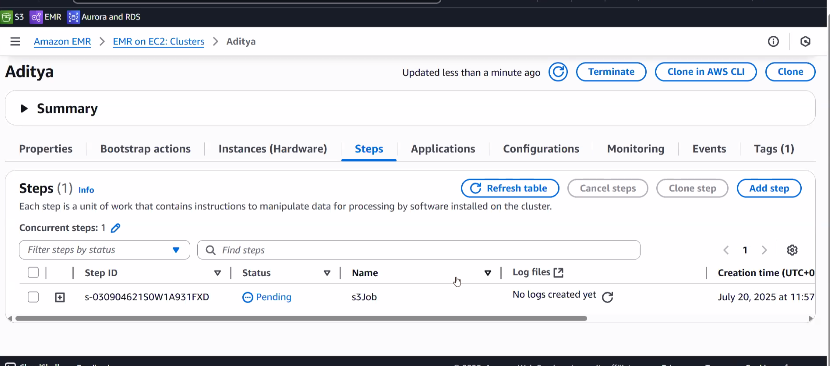 S3 EMR Aurora and RDS
Amazon EMR > EMR on EC2: Clusters > Aditya
Aditya
Updated less than a minute ago Terminate Clone in AWS CLI Clone
Summary
Properties Bootstrap actions Instances (Hardware) Steps Applications Configurations Monitoring Events Tags (1)
Steps (1) Info Refresh table Cancel steps Clone step Add step
Each step is a unit of work that contains instructions to manipulate data for processing by software installed on the cluster.
Concurrent steps: 1
Filter steps by status Find steps 1
Step ID Status Name Log files Creation time (UTC+0
s-030904621S0W1A931FXD Pending s3Job No logs created yet July 20, 2025 at 11:57